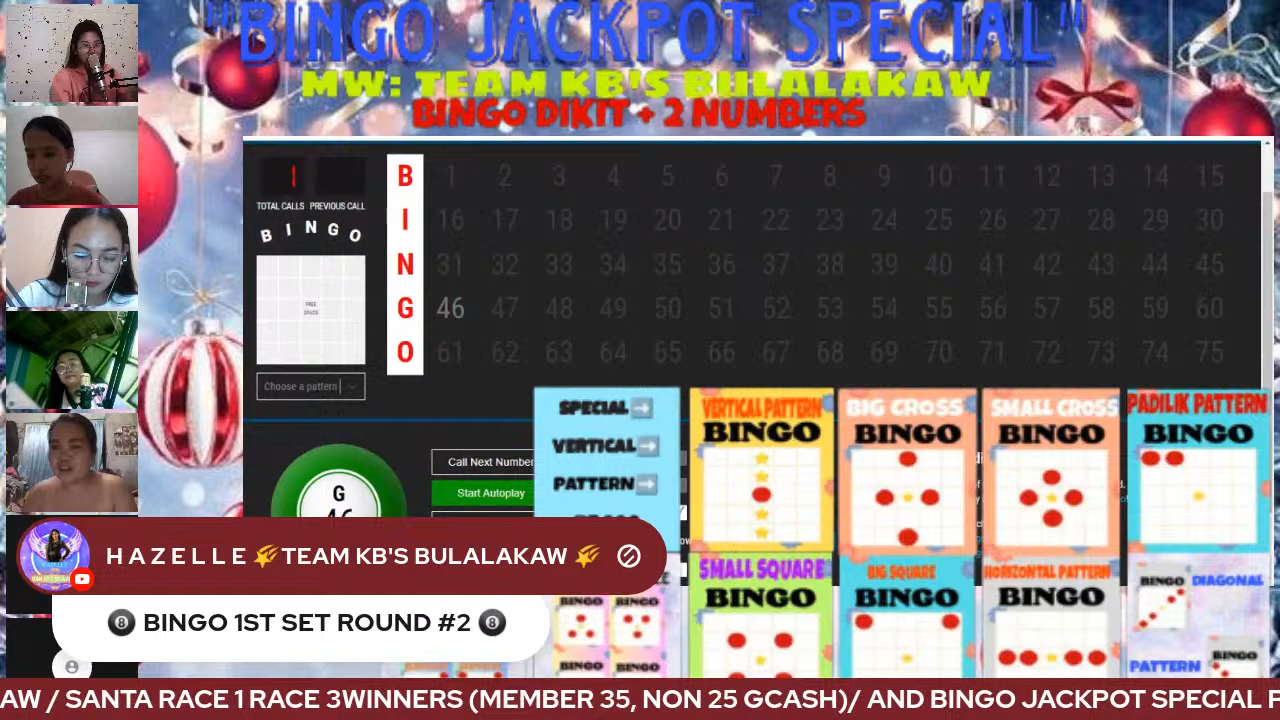 "BINGO JACKPOT SPECIAL"
MW: TEAM KB'S BULALAKAW
BINGO DIKIT + 2 NUMBERS
1
TOTAL CALLS PREVIOUS CALL
B I N G O
FREE
SPACE
Choose a pattern
B 1 2 3 4 5 6 7 8 9 10 11 12 13 14 15
I 16 17 18 19 20 21 22 23 24 25 26 27 28 29 30
N 31 32 33 34 35 36 37 38 39 40 41 42 43 44 45
G 46 47 48 49 50 51 52 53 54 55 56 57 58 59 60
O 61 62 63 64 65 66 67 68 69 70 71 72 73 74 75
G
46
Call Next Number
Start Autoplay
SPECIAL ➡
VERTICAL ➡
PATTERN ➡
VERTICAL PATTERN
BINGO
BIG CROSS
BINGO
SMALL CROSS
BINGO
PADILIK PATTERN
BINGO
SMALL SQUARE
BINGO
BIG SQUARE
BINGO
HORIZONTAL PATTERN
BINGO
BINGO DIAGONAL
PATTERN BINGO
BINGO BINGO
BINGO BINGO
H A Z E L L E 🌠TEAM KB'S BULALAKAW 🌠
🎱 BINGO 1ST SET ROUND #2 🎱
AW / SANTA RACE 1 RACE 3WINNERS (MEMBER 35, NON 25 GCASH)/ AND BINGO JACKPOT SPECIAL